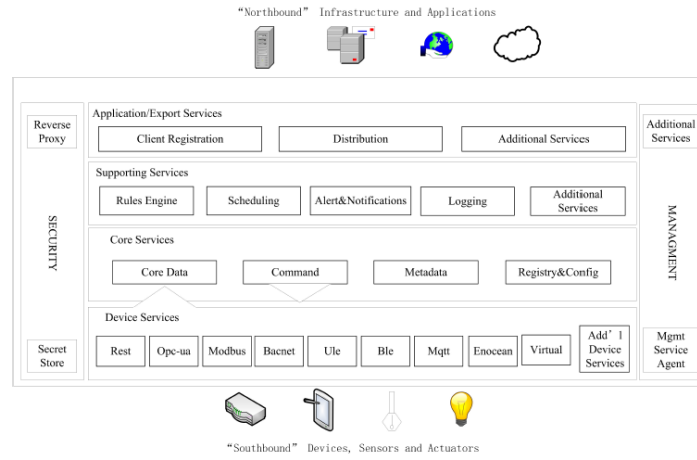 “Northbound” Infrastructure and Applications
Reverse
Proxy
SECURITY
Secret
Store
Application/Export Services
Client Registration
Distribution
Additional Services
Supporting Services
Rules Engine
Scheduling
Alert&Notifications
Logging
Additional
Services
Core Services
Core Data
Command
Metadata
Registry&Config
Device Services
Rest
Opc-ua
Modbus
Bacnet
Ule
Ble
Mqtt
Enocean
Virtual
Add’l
Device
Services
Additional
Services
MANAGMENT
Mgmt
Service
Agent
“Southbound” Devices, Sensors and Actuators